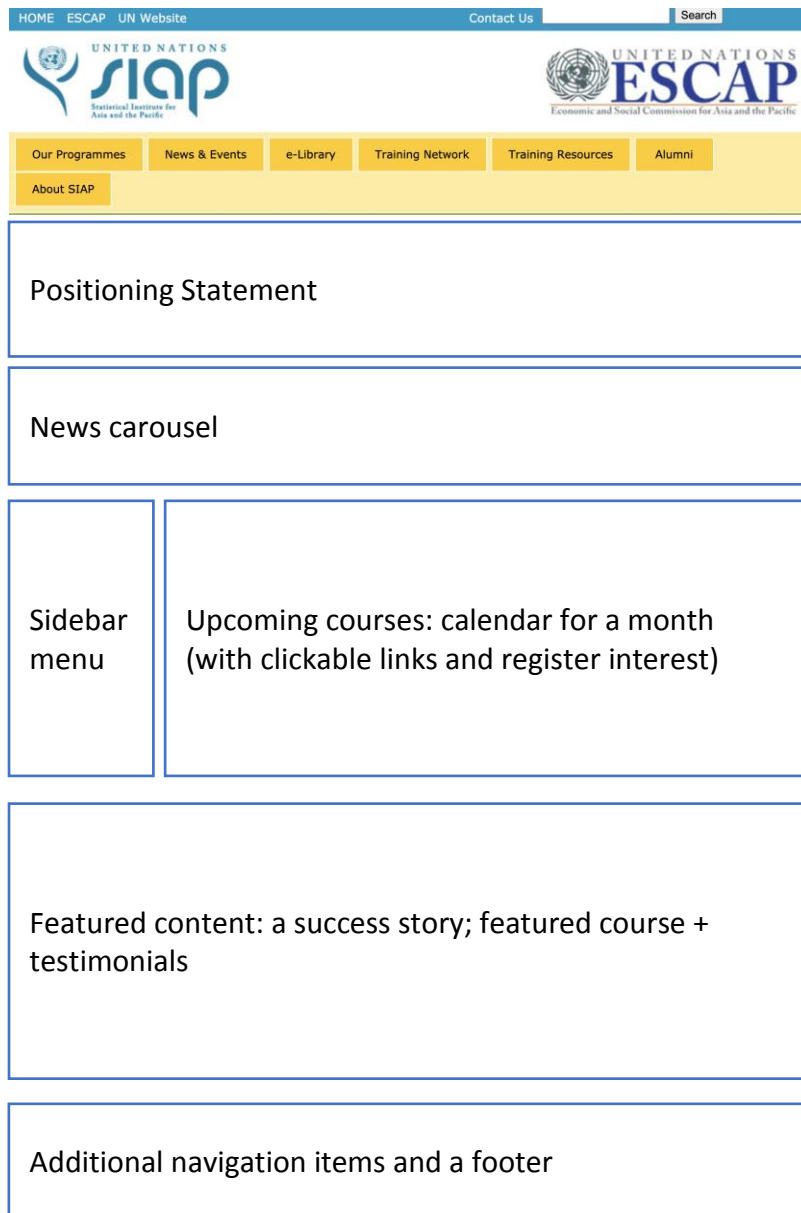 HOME ESCAP UN Website Contact Us Search
UNITED NATIONS
siap
Statistical Institute for
Asia and the Pacific
UNITED NATIONS
ESCAP
Economic and Social Commission for Asia and the Pacific
Our Programmes News & Events e-Library Training Network Training Resources Alumni
About SIAP
Positioning Statement
News carousel
Sidebar
menu
Upcoming courses: calendar for a month
(with clickable links and register interest)
Featured content: a success story; featured course +
testimonials
Additional navigation items and a footer